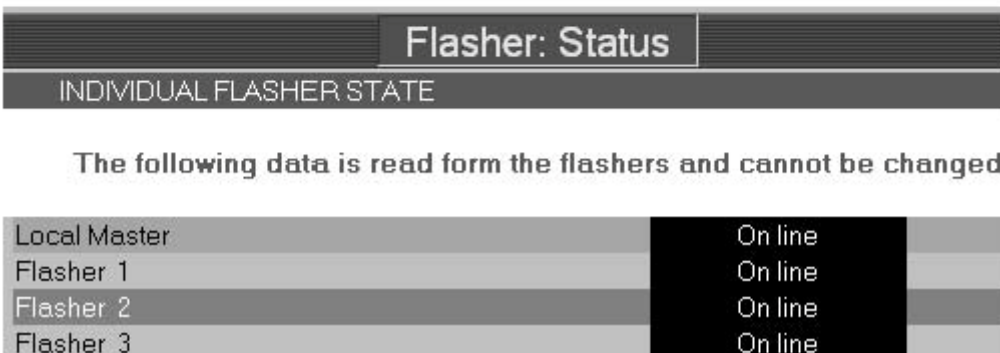 Flasher: Status
INDIVIDUAL FLASHER STATE
The following data is read form the flashers and cannot be changed
Local Master On line
Flasher 1 On line
Flasher 2 On line
Flasher 3 On line